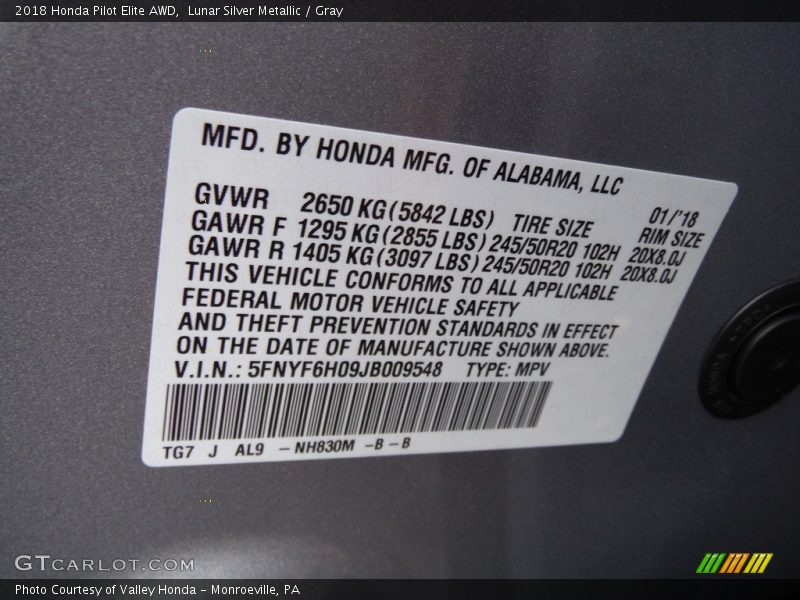 2018 Honda Pilot Elite AWD,  Lunar Silver Metallic / Gray
MFD. BY HONDA MFG. OF ALABAMA, LLC
01/'18
GVWR 2650 KG (5842 LBS) TIRE SIZE RIM SIZE
GAWR F 1295 KG (2855 LBS) 245/50R20 102H 20X8.0J
GAWR R 1405 KG (3097 LBS) 245/50R20 102H 20X8.0J
THIS VEHICLE CONFORMS TO ALL APPLICABLE
FEDERAL MOTOR VEHICLE SAFETY
AND THEFT PREVENTION STANDARDS IN EFFECT
ON THE DATE OF MANUFACTURE SHOWN ABOVE.
V.I.N.: 5FNYF6H09JB009548 TYPE: MPV
TG7 J AL9 – NH830M –B – B
GTCARLOT.COM
Photo Courtesy of Valley Honda – Monroeville, PA